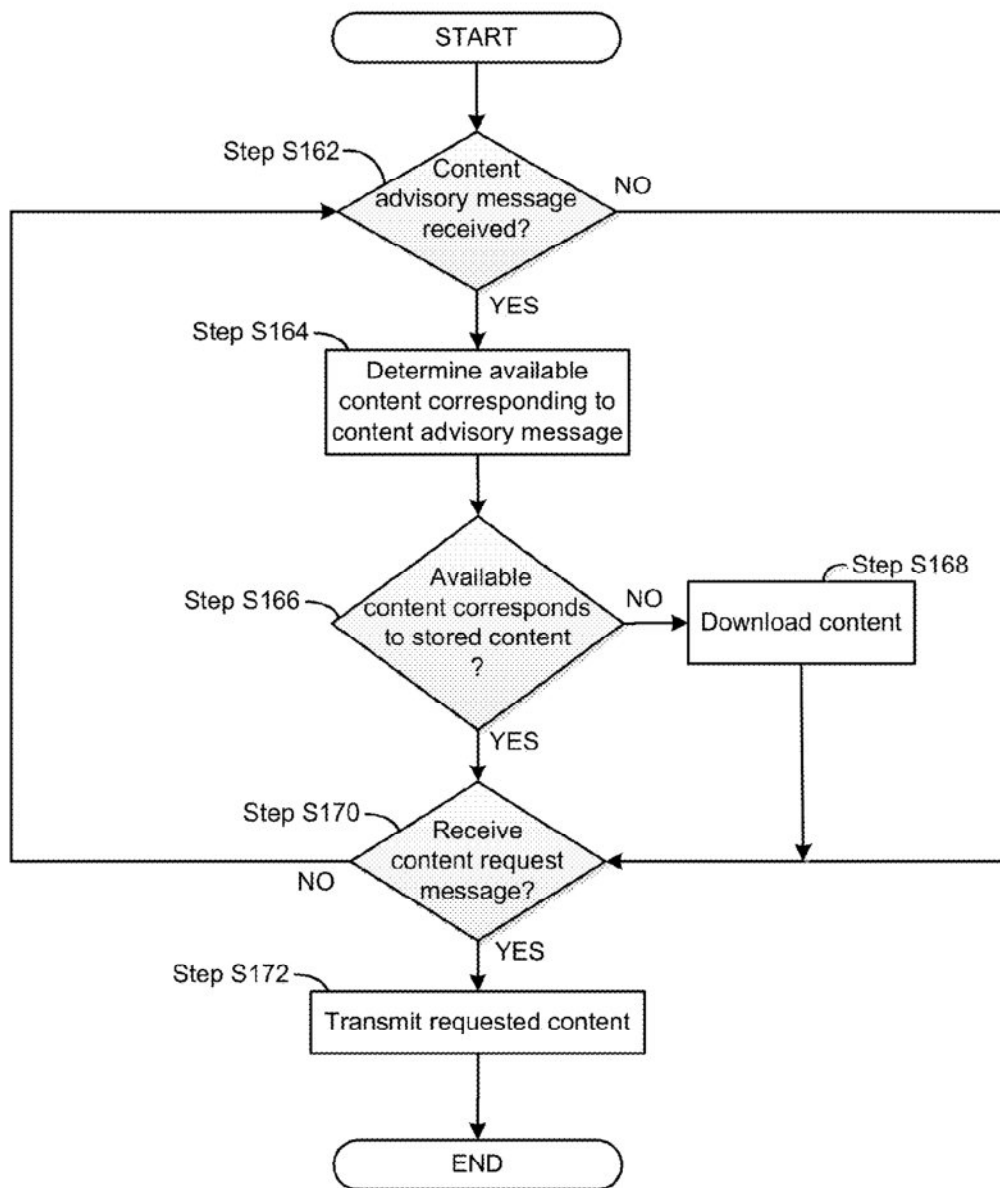 START
Step S162
Content
advisory message
received?
NO
YES
Step S164
Determine available
content corresponding to
content advisory message
Step S168
Step S166
Available
content corresponds
to stored content
?
NO
Download content
YES
Step S170
Receive
content request
message?
NO
YES
Step S172
Transmit requested content
END